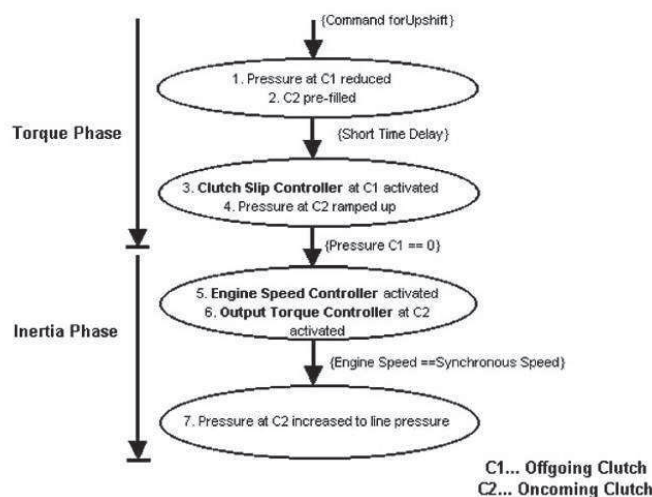 {Command forUpshift}
1. Pressure at C1 reduced
2. C2 pre-filled
Torque Phase
{Short Time Delay}
3. Clutch Slip Controller at C1 activated
4. Pressure at C2 ramped up
{Pressure C1 == 0}
5. Engine Speed Controller activated
6. Output Torque Controller at C2
activated
Inertia Phase
{Engine Speed ==Synchronous Speed}
7. Pressure at C2 increased to line pressure
C1... Offgoing Clutch
C2... Oncoming Clutch